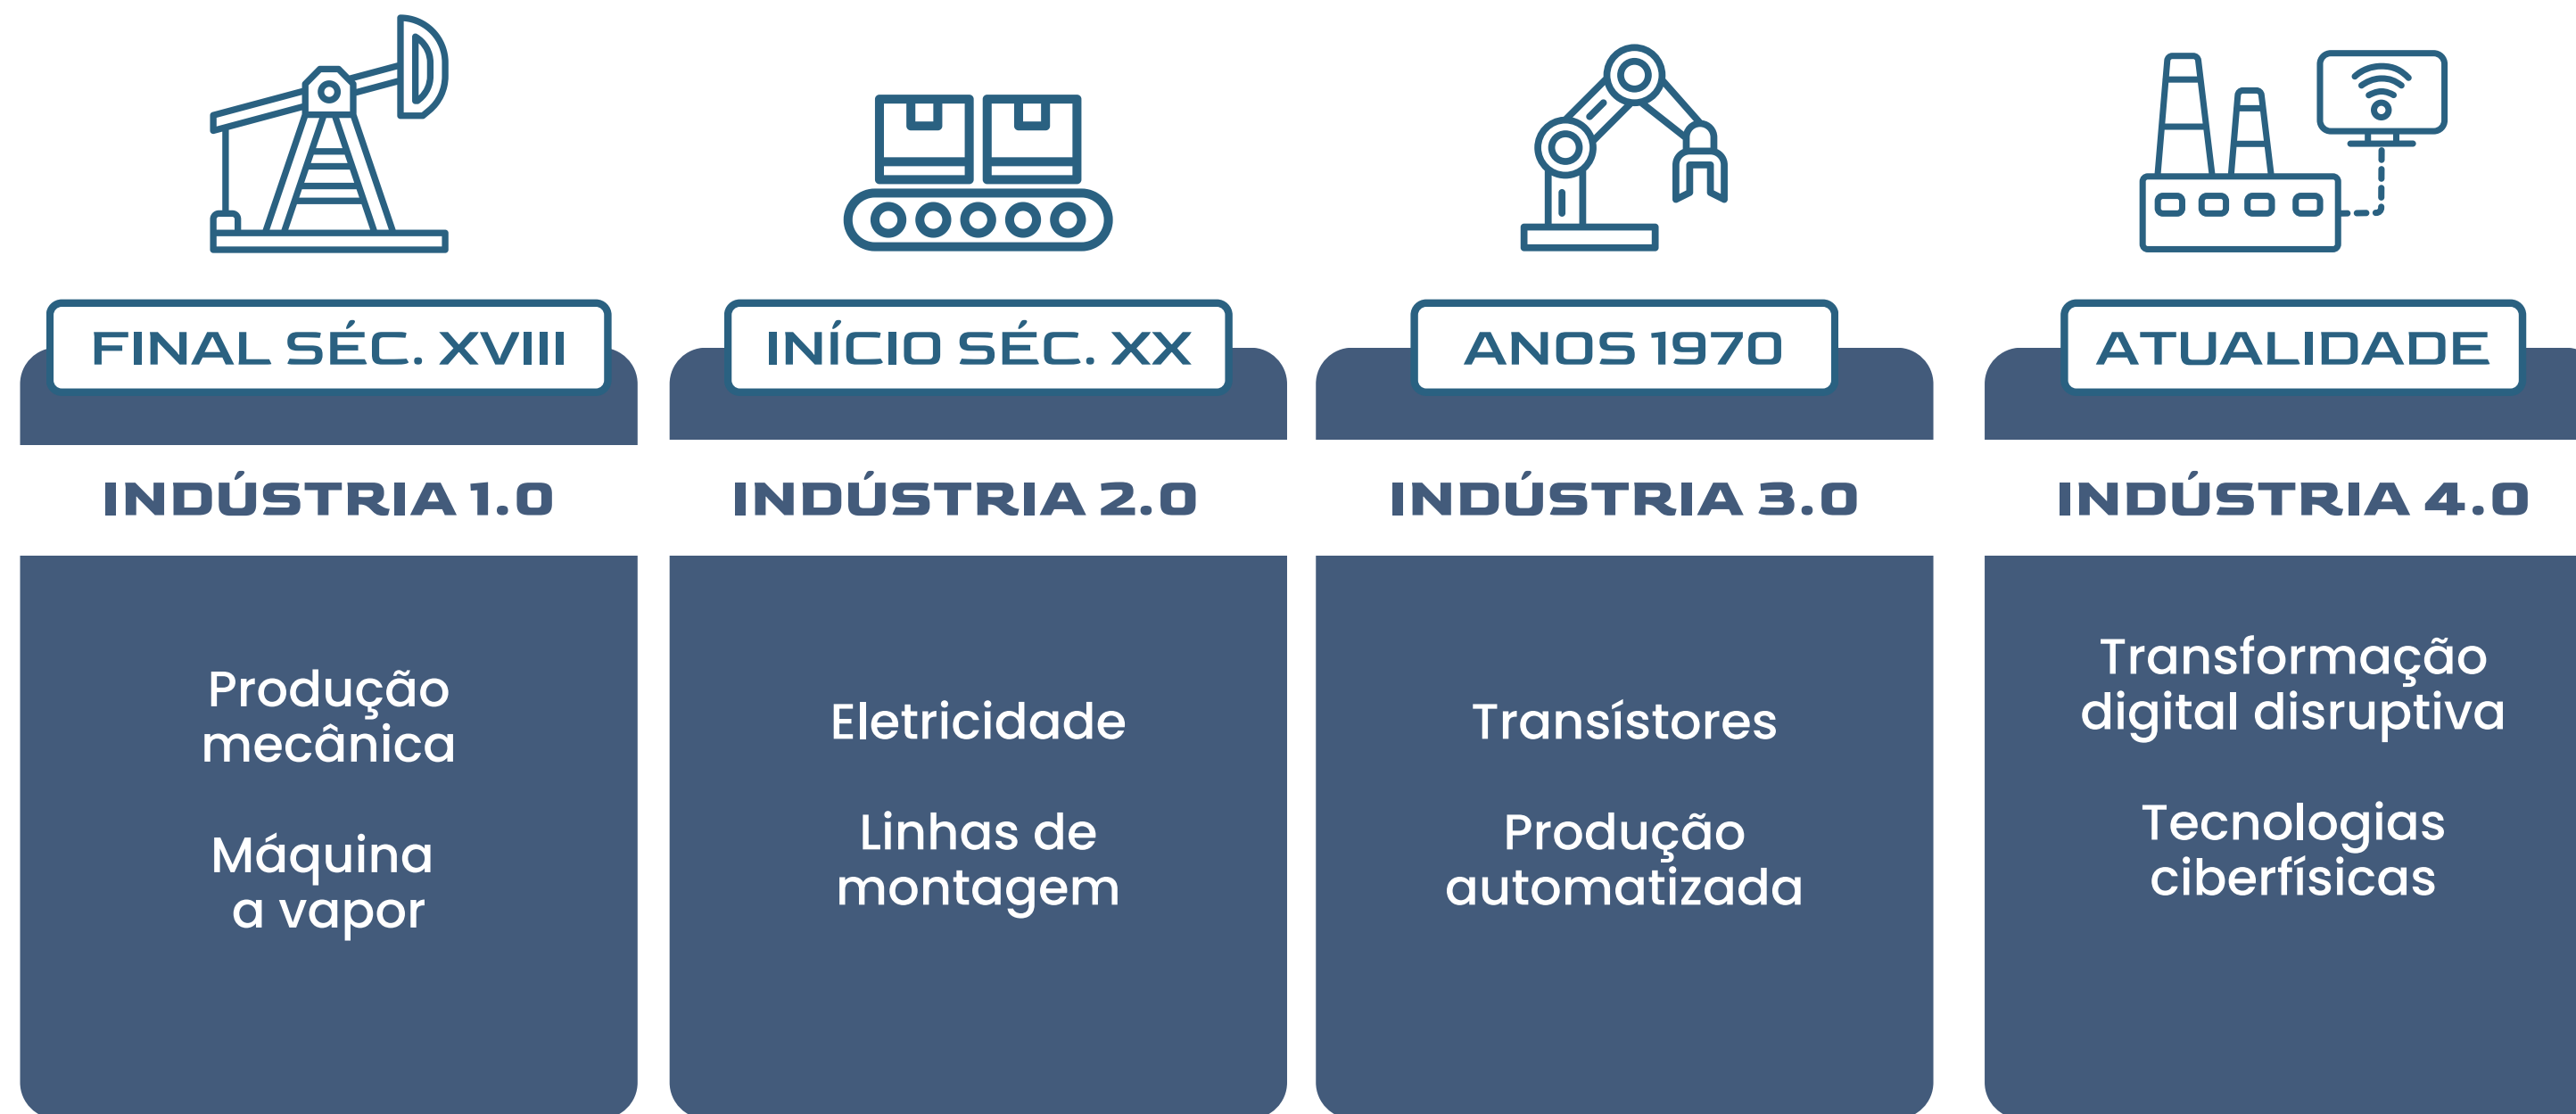 FINAL SÉC. XVIII
INDÚSTRIA 1.0
Produção
mecânica
Máquina
a vapor
INÍCIO SÉC. XX
INDÚSTRIA 2.0
Eletricidade
Linhas de
montagem
ANOS 1970
INDÚSTRIA 3.0
Transístores
Produção
automatizada
ATUALIDADE
INDÚSTRIA 4.0
Transformação
digital disruptiva
Tecnologias
ciberfísicas